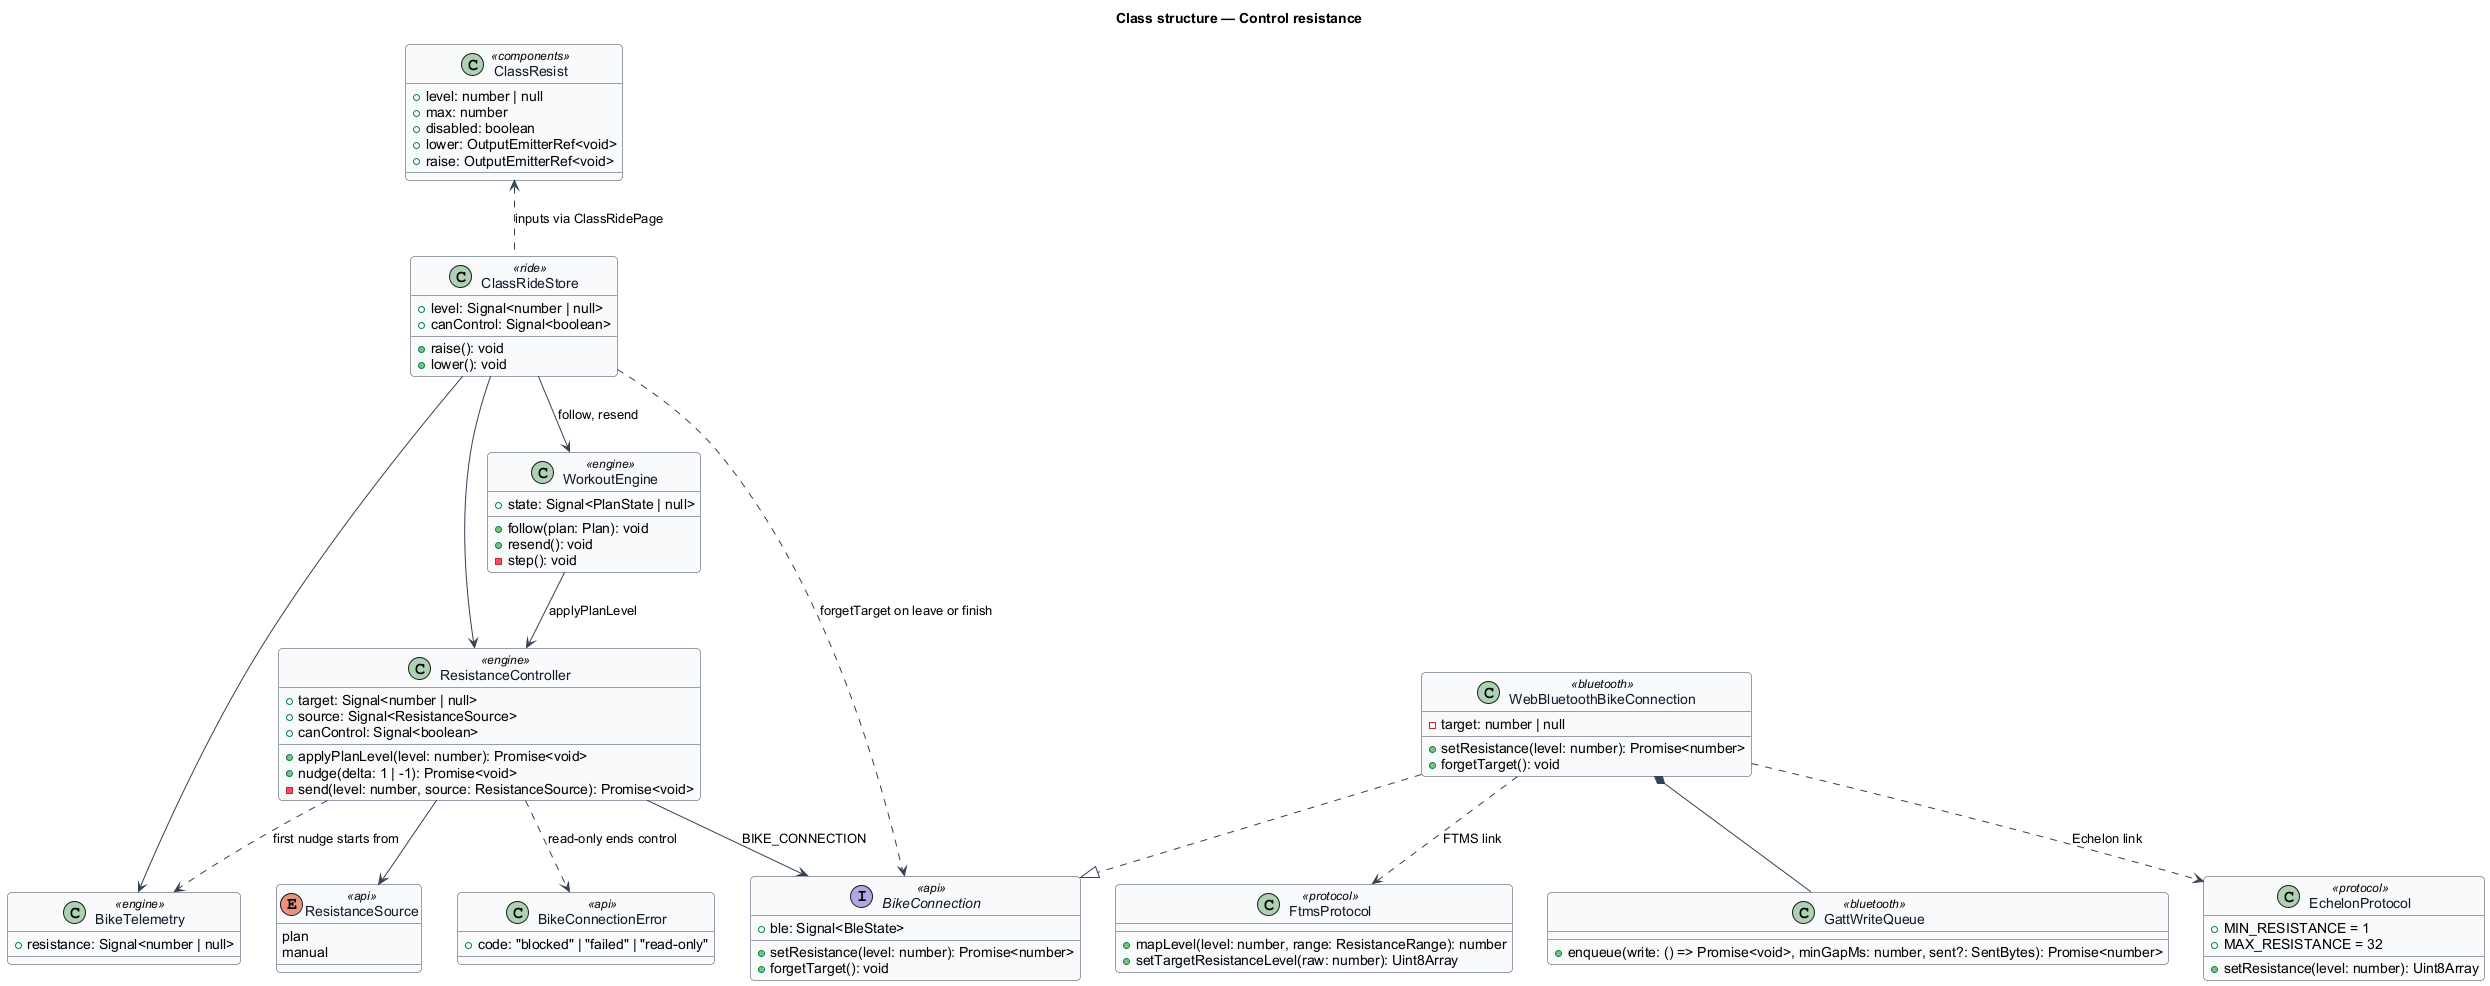 Class structure — Control resistance
«components»
C ClassResist
level: number | null
max: number
disabled: boolean
lower: OutputEmitterRef<void>
raise: OutputEmitterRef<void>
inputs via ClassRidePage
«ride»
C ClassRideStore
level: Signal<number | null>
canControl: Signal<boolean>
raise(): void
lower(): void
follow, resend
«engine»
C WorkoutEngine
state: Signal<PlanState | null>
follow(plan: Plan): void
resend(): void
step(): void
applyPlanLevel
forgetTarget on leave or finish
«engine»
C ResistanceController
target: Signal<number | null>
source: Signal<ResistanceSource>
canControl: Signal<boolean>
applyPlanLevel(level: number): Promise<void>
nudge(delta: 1 | -1): Promise<void>
send(level: number, source: ResistanceSource): Promise<void>
«bluetooth»
C WebBluetoothBikeConnection
target: number | null
setResistance(level: number): Promise<number>
forgetTarget(): void
first nudge starts from
read-only ends control
BIKE_CONNECTION
FTMS link
Echelon link
«engine»
C BikeTelemetry
resistance: Signal<number | null>
«api»
E ResistanceSource
plan
manual
«api»
C BikeConnectionError
code: "blocked" | "failed" | "read-only"
«api»
I BikeConnection
ble: Signal<BleState>
setResistance(level: number): Promise<number>
forgetTarget(): void
«protocol»
C FtmsProtocol
mapLevel(level: number, range: ResistanceRange): number
setTargetResistanceLevel(raw: number): Uint8Array
«bluetooth»
C GattWriteQueue
enqueue(write: () => Promise<void>, minGapMs: number, sent?: SentBytes): Promise<number>
«protocol»
C EchelonProtocol
MIN_RESISTANCE = 1
MAX_RESISTANCE = 32
setResistance(level: number): Uint8Array